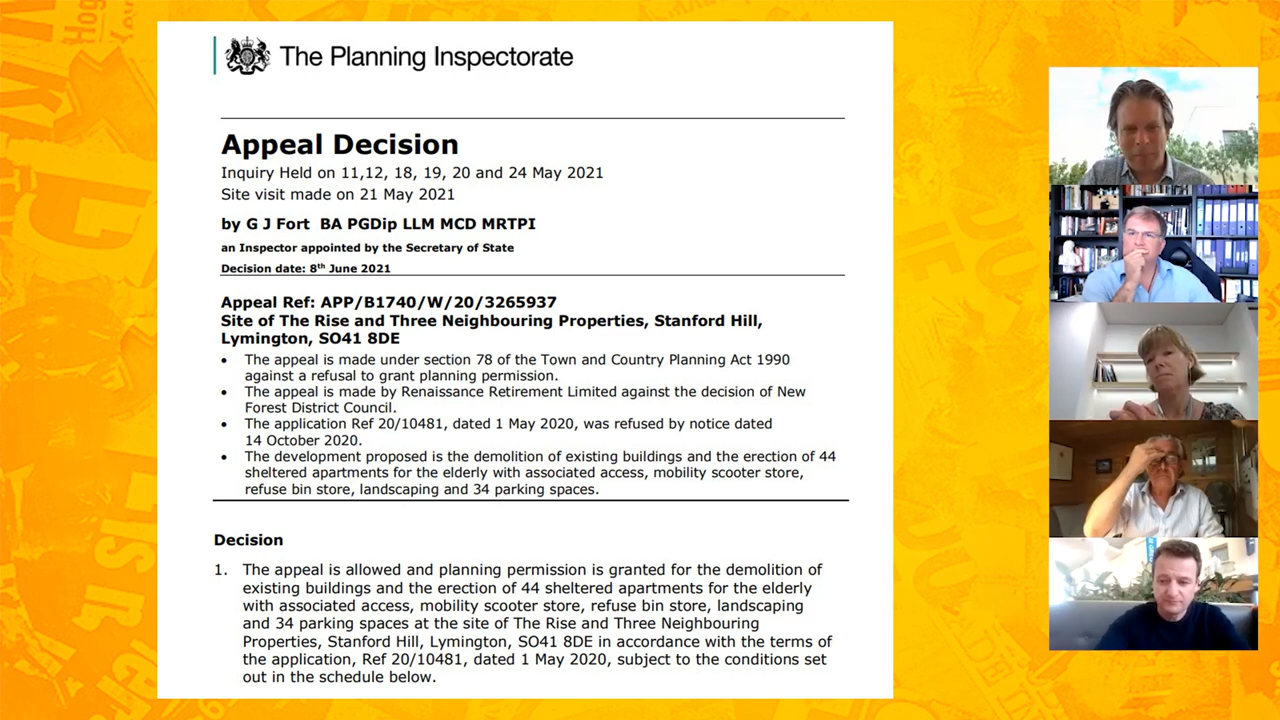 The Planning Inspectorate
Appeal Decision
Inquiry Held on 11,12, 18, 19, 20 and 24 May 2021
Site visit made on 21 May 2021
by G J Fort BA PGDip LLM MCD MRTPI
an Inspector appointed by the Secretary of State
Decision date: 8th June 2021
Appeal Ref: APP/B1740/W/20/3265937
Site of The Rise and Three Neighbouring Properties, Stanford Hill,
Lymington, SO41 8DE
• The appeal is made under section 78 of the Town and Country Planning Act 1990
against a refusal to grant planning permission.
• The appeal is made by Renaissance Retirement Limited against the decision of New
Forest District Council.
• The application Ref 20/10481, dated 1 May 2020, was refused by notice dated
14 October 2020.
• The development proposed is the demolition of existing buildings and the erection of 44
sheltered apartments for the elderly with associated access, mobility scooter store,
refuse bin store, landscaping and 34 parking spaces.
Decision
1. The appeal is allowed and planning permission is granted for the demolition of
existing buildings and the erection of 44 sheltered apartments for the elderly
with associated access, mobility scooter store, refuse bin store, landscaping
and 34 parking spaces at the site of The Rise and Three Neighbouring
Properties, Stanford Hill, Lymington, SO41 8DE in accordance with the terms of
the application, Ref 20/10481, dated 1 May 2020, subject to the conditions set
out in the schedule below.